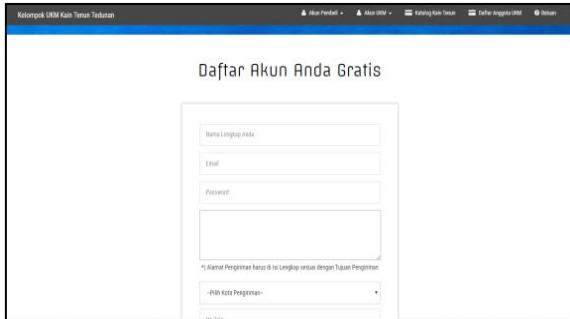 Kelompok UKM Kain Tenun Tedunan
Akun Pembeli
Akun UKM
Katalog Kain Tenun
Daftar Anggota UKM
Daftar Akun Anda Gratis
Nama Lengkap Anda
Email
Password
*) Alamat Pengiriman harus di isi Lengkap sesuai dengan Tujuan Pengiriman
--Pilih Kota Pengiriman--